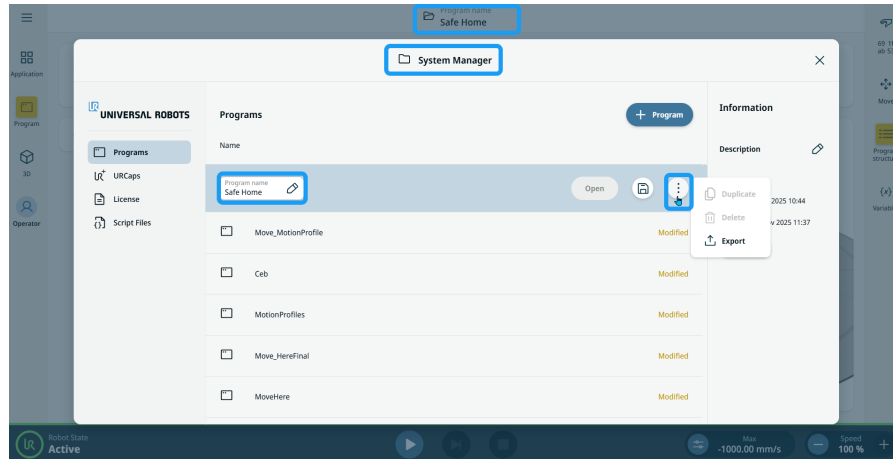 Program name
Safe Home
System Manager
Application
Program
3D
Operator
UNIVERSAL ROBOTS
Programs
URCaps
License
Script Files
Programs
+ Program
Name
Program name
Safe Home
Open
Move_MotionProfile
Modified
Ceb
Modified
MotionProfiles
Modified
Move_HereFinal
Modified
MoveHere
Modified
Information
Description
Duplicate
Delete
Export
2025 10:44
2025 11:37
Move
Robot State
Active
Max
-1000.00 mm/s
Speed
100 %